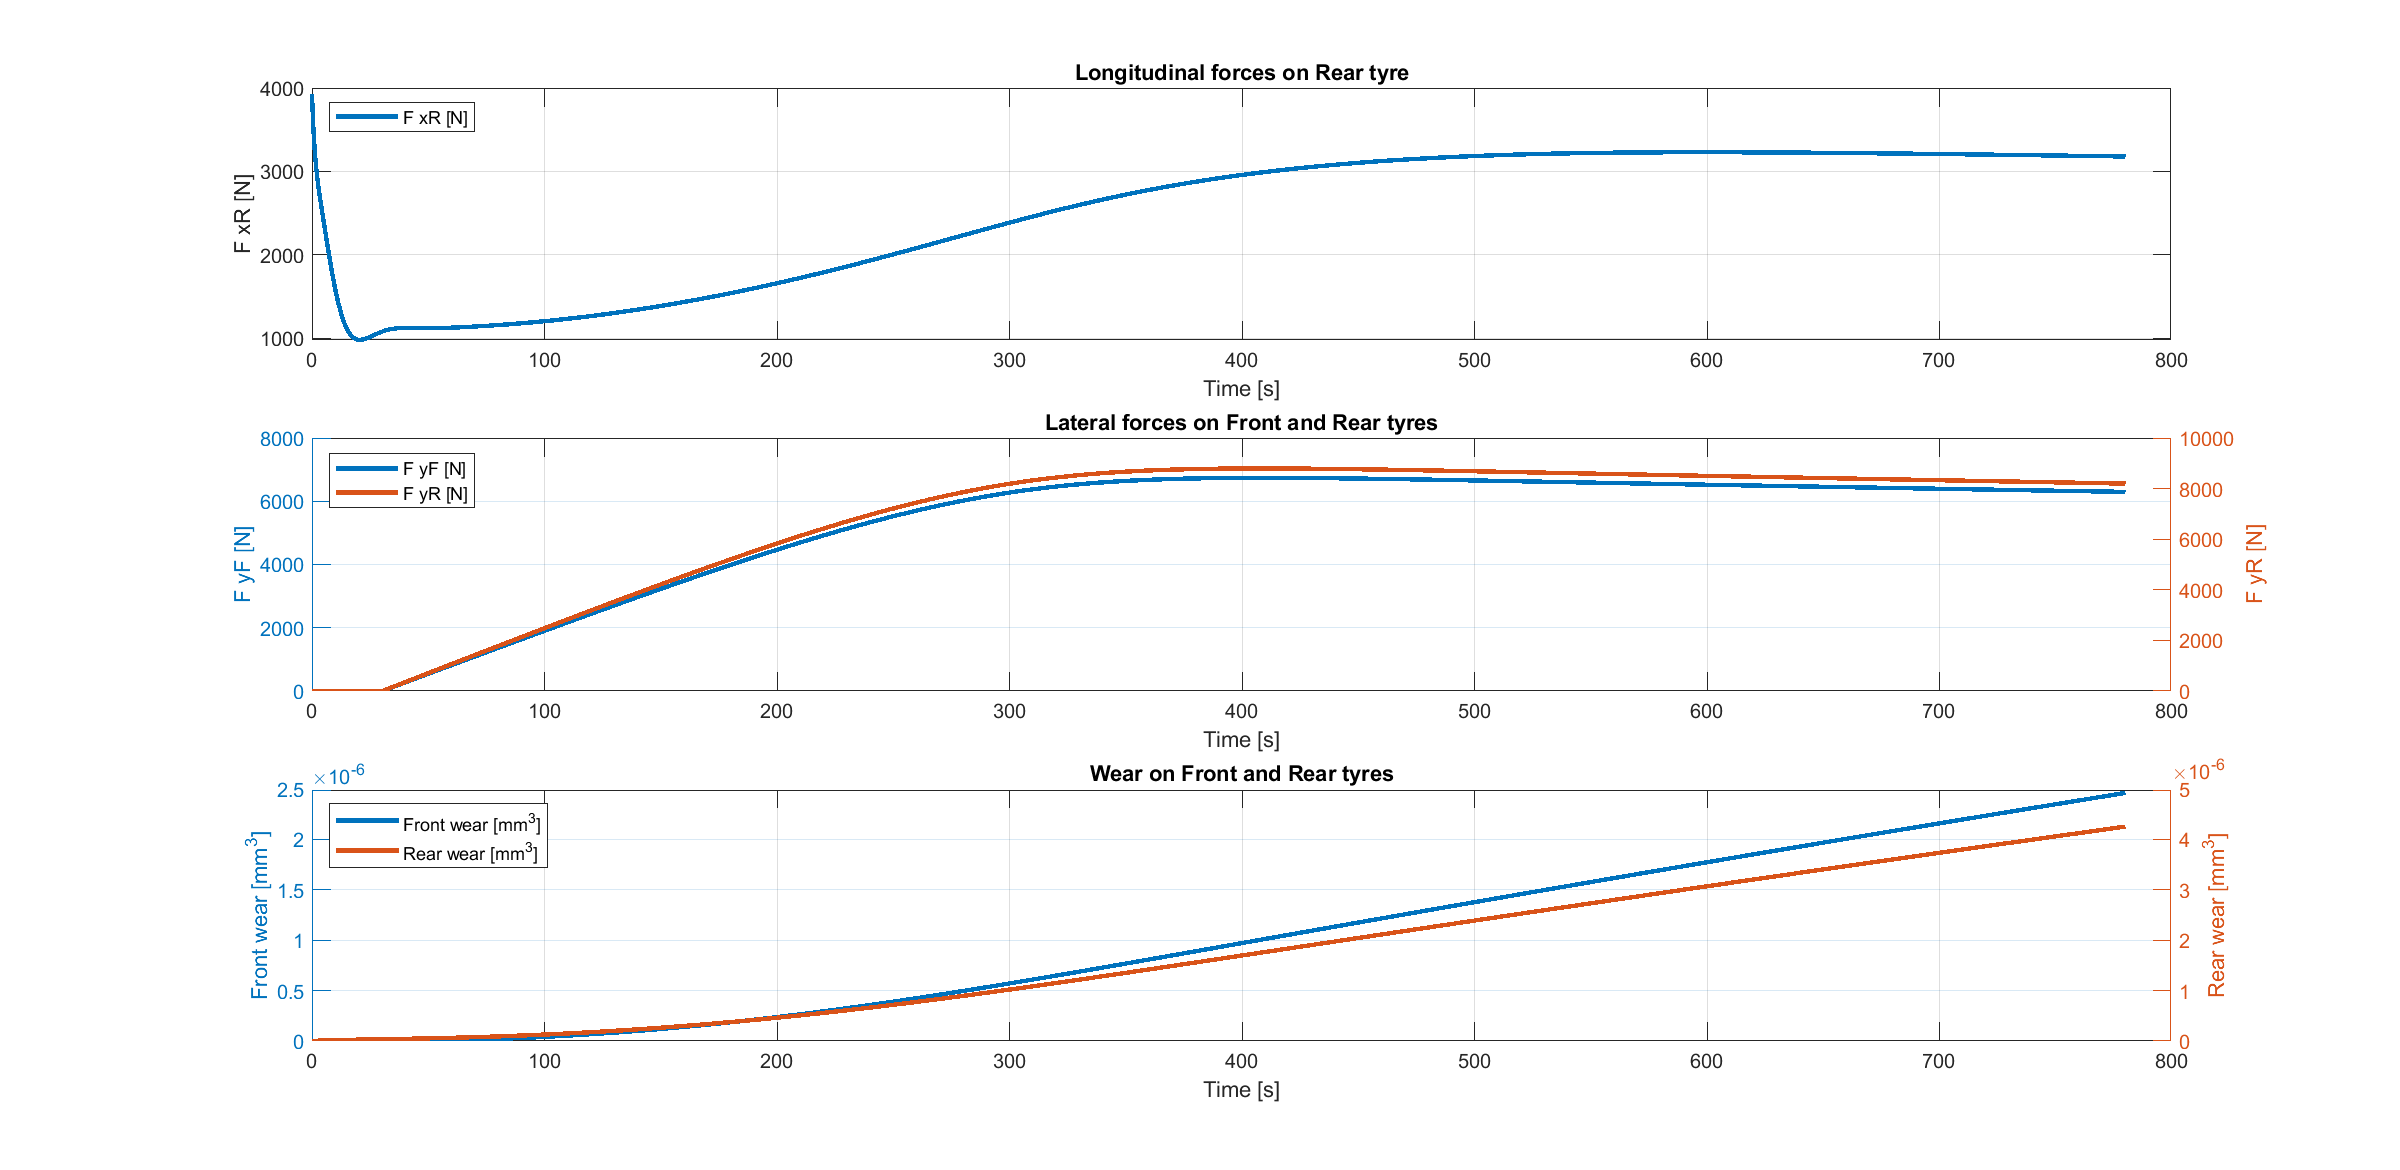 Longitudinal forces on Rear tyre
4000
3000
2000
1000
F xR [N]
F xR [N]
0 100 200 300 400 500 600 700 800
Time [s]
Lateral forces on Front and Rear tyres
8000
6000
4000
2000
0
F yF [N]
F yF [N]
F yR [N]
10000
8000
6000
4000
2000
0
F yR [N]
0 100 200 300 400 500 600 700 800
Time [s]
Wear on Front and Rear tyres
×10⁻⁶
2.5
2
1.5
1
0.5
0
Front wear [mm³]
Front wear [mm³]
Rear wear [mm³]
×10⁻⁶
5
4
3
2
1
0
Rear wear [mm³]
0 100 200 300 400 500 600 700 800
Time [s]